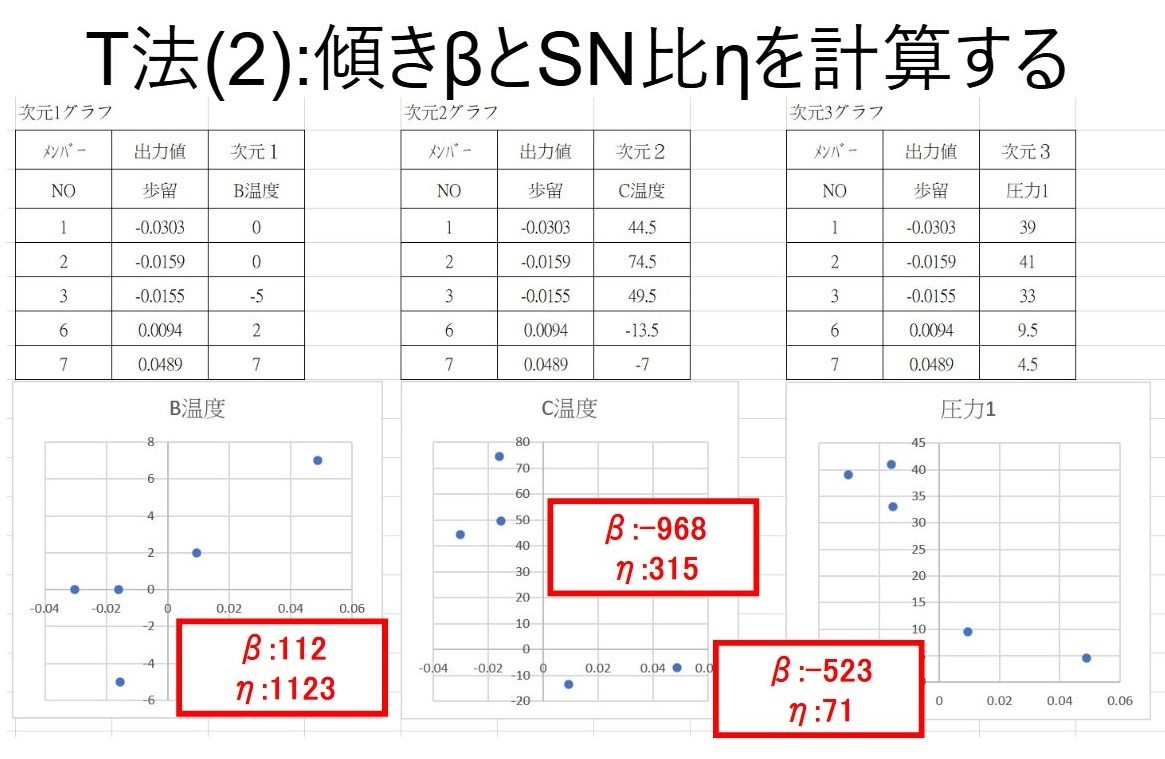 T法(2):傾きβとSN比ηを計算する
次元1グラフ
メンバー 出力値 次元1
NO 歩留 B温度
1 -0.0303 0
2 -0.0159 0
3 -0.0155 -5
6 0.0094 2
7 0.0489 7
次元2グラフ
メンバー 出力値 次元2
NO 歩留 C温度
1 -0.0303 44.5
2 -0.0159 74.5
3 -0.0155 49.5
6 0.0094 -13.5
7 0.0489 -7
次元3グラフ
メンバー 出力値 次元3
NO 歩留 圧力1
1 -0.0303 39
2 -0.0159 41
3 -0.0155 33
6 0.0094 9.5
7 0.0489 4.5
B温度
8
6
4
2
0
-0.04 -0.02 0 0.02 0.04 0.06
-2
-4
-6
β:112
η:1123
C温度
80
70
60
50
40
30
20
10
0
-0.04 -0.02 0 0.02 0.04
-10
-20
β:-968
η:315
圧力1
45
40
35
30
25
20
15
10
0 0.02 0.04 0.06
β:-523
η:71